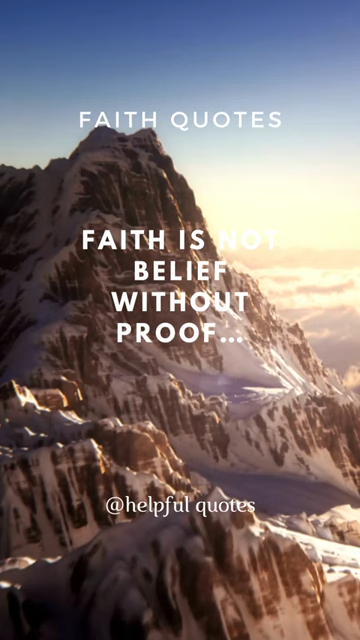 FAITH QUOTES
FAITH IS NOT
BELIEF
WITHOUT
PROOF...
@helpful quotes